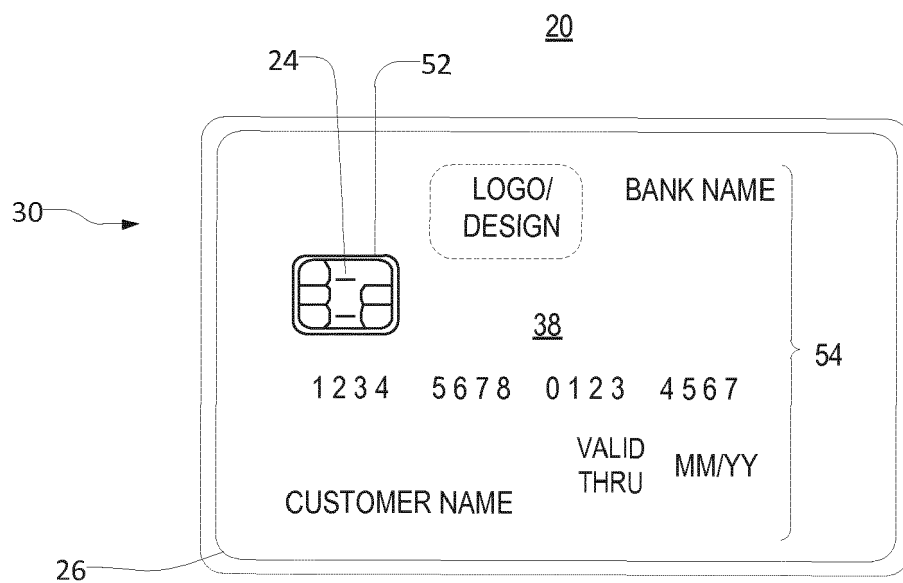 20
24
52
LOGO/
DESIGN
BANK NAME
30
38
54
1234 5678 0123 4567
VALID
THRU
MM/YY
CUSTOMER NAME
26